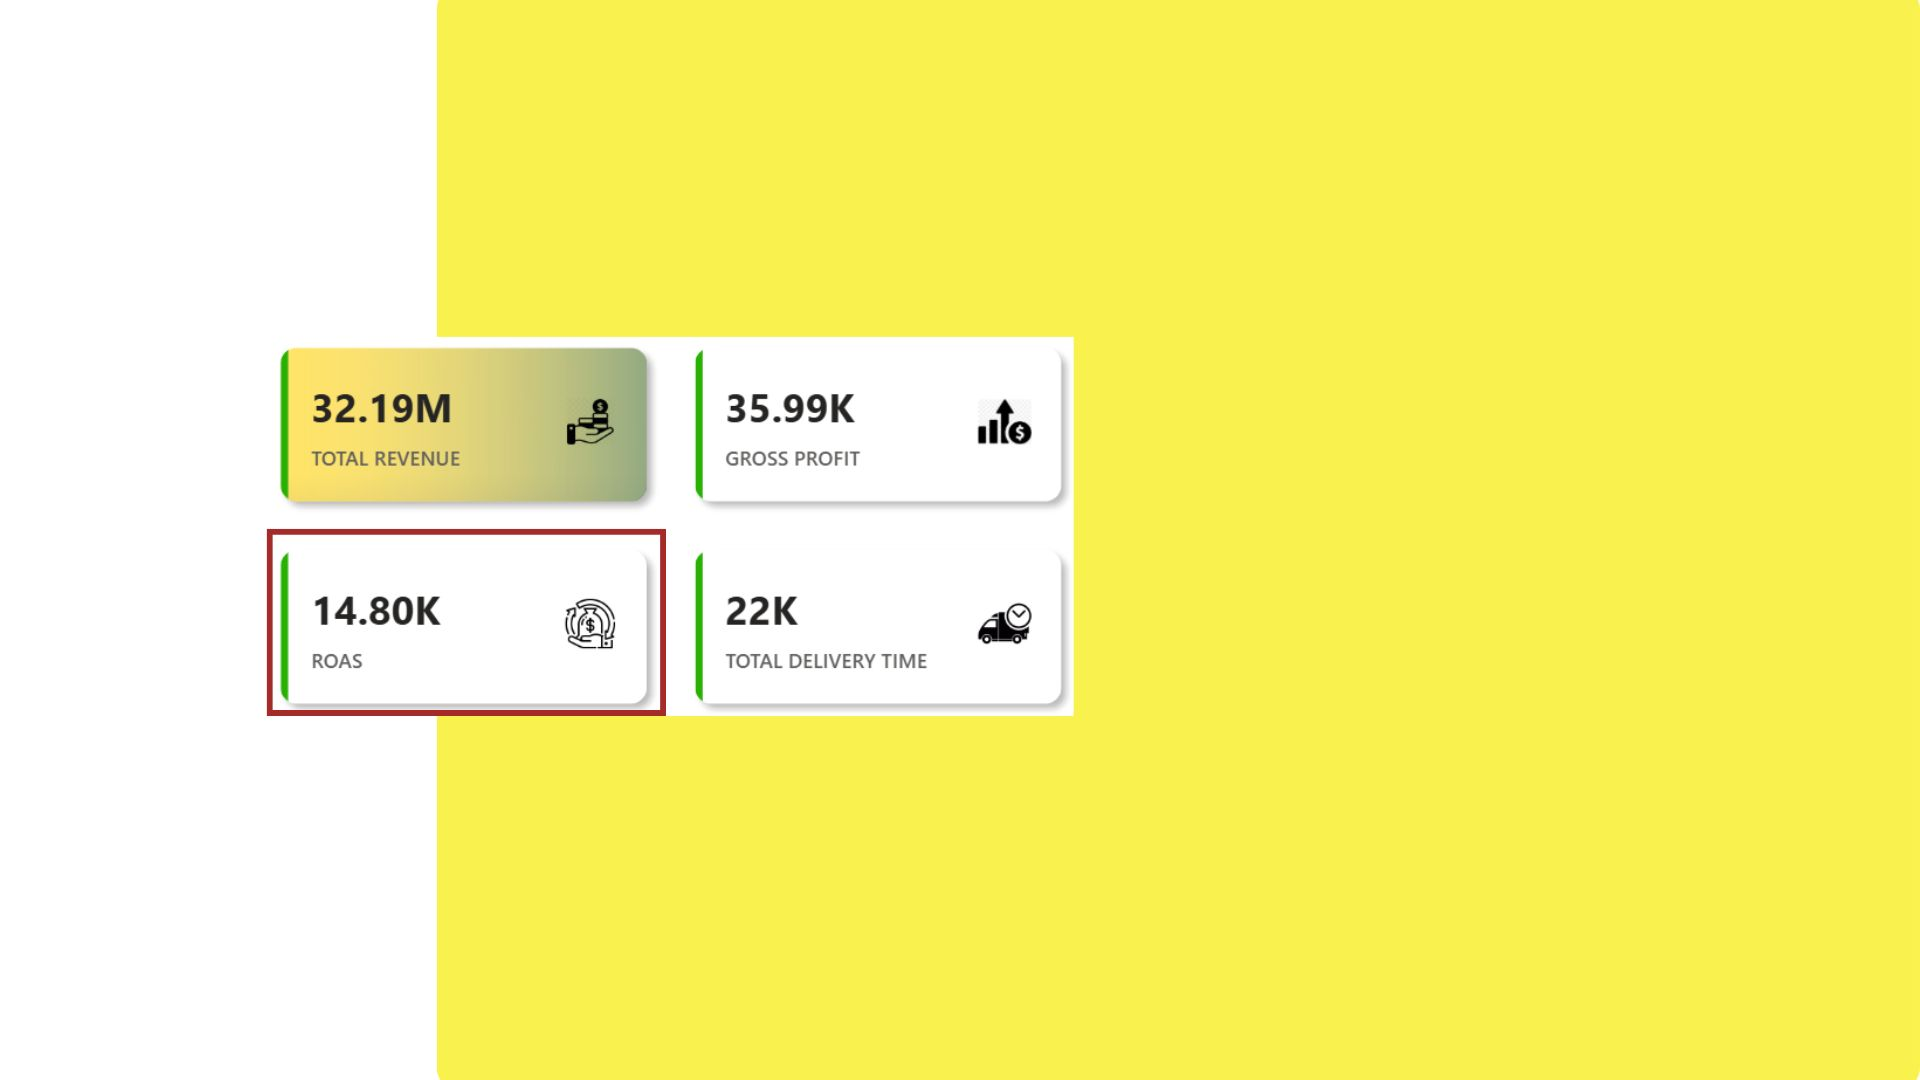 32.19M
TOTAL REVENUE
35.99K
GROSS PROFIT
14.80K
ROAS
22K
TOTAL DELIVERY TIME